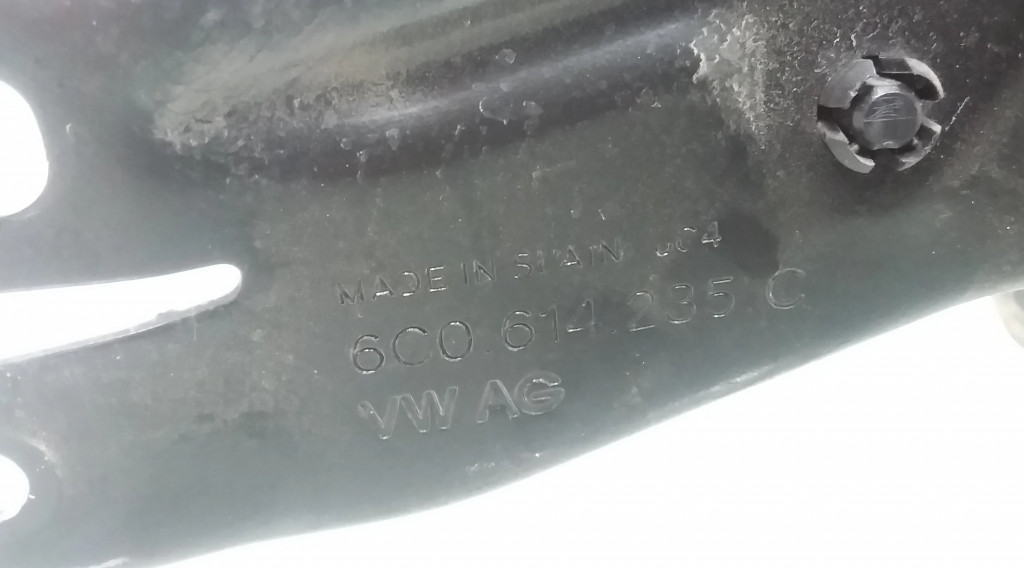 MADE IN SPAIN
6C0.614.235.C
VW AG